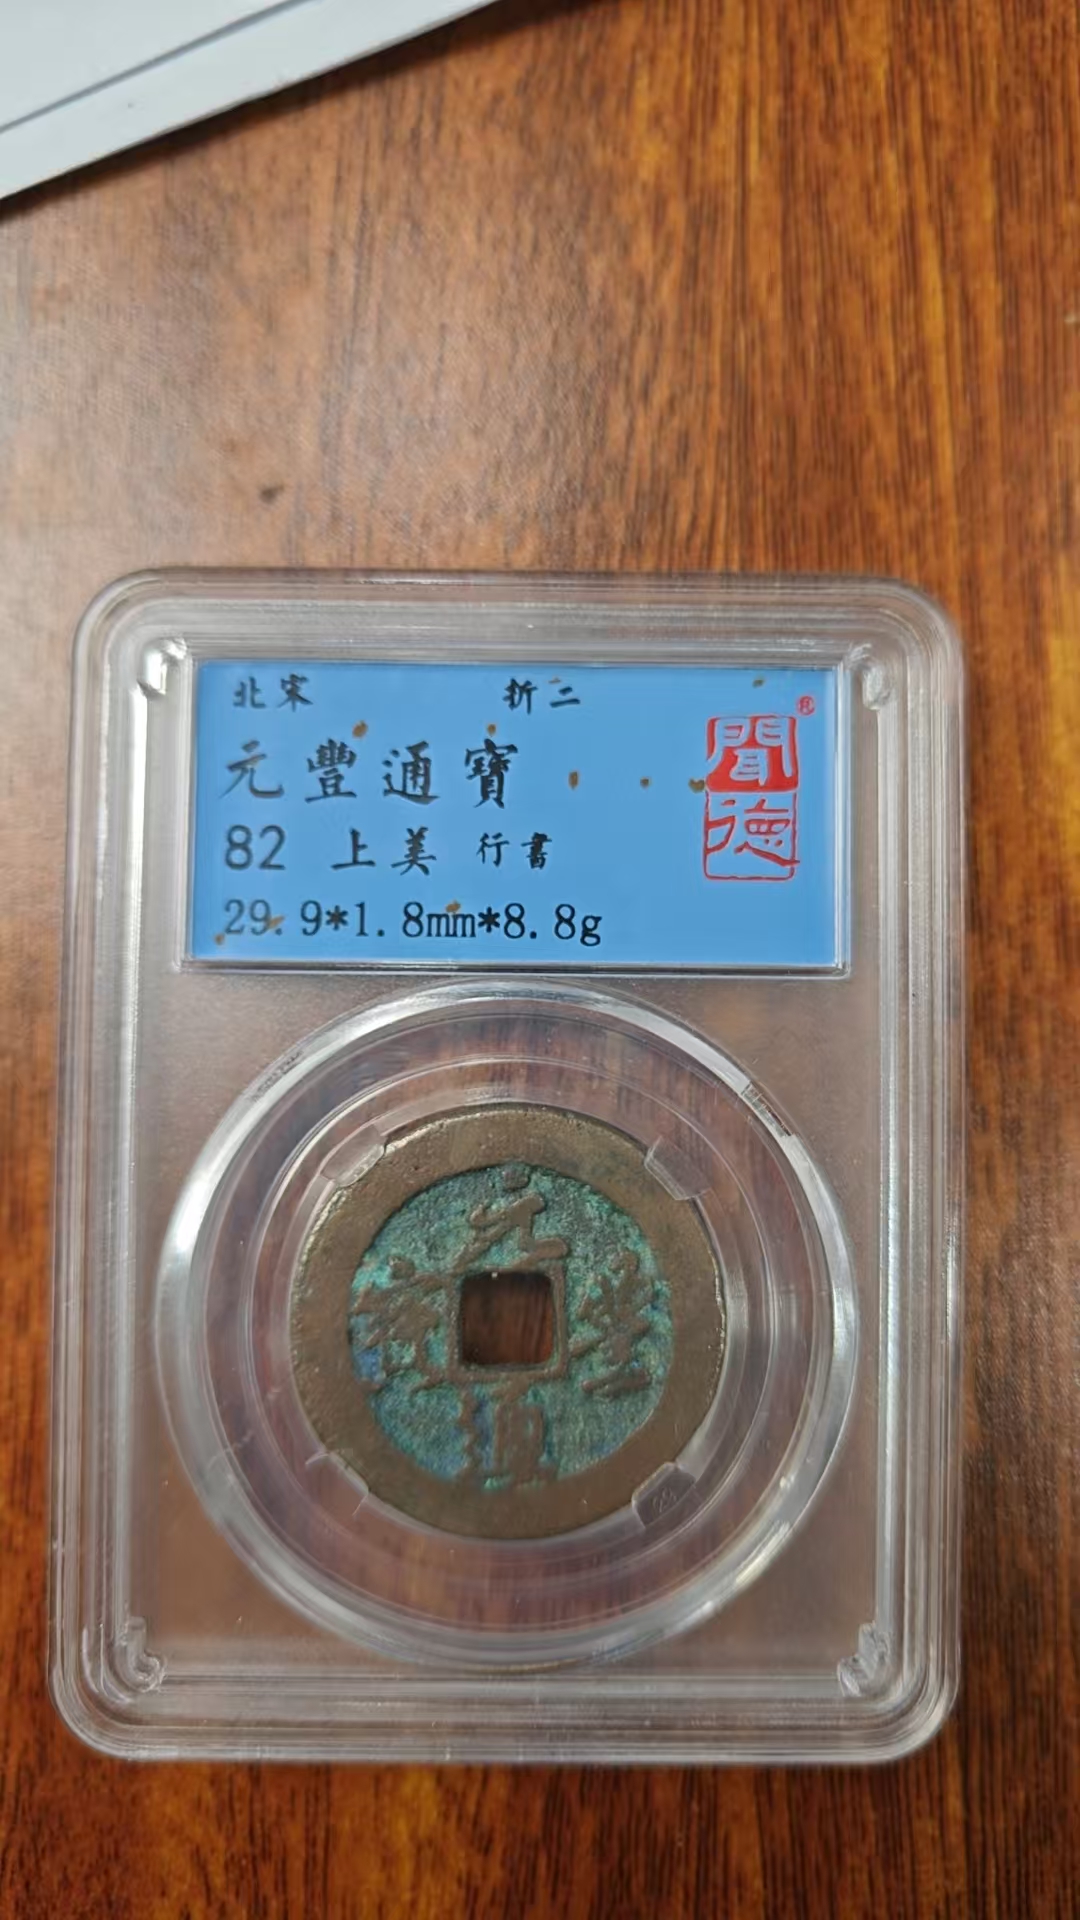 北宋 折二
元豐通寶
82 上美 行書
29.9*1.8mm*8.8g
聞德®
元豐通寶